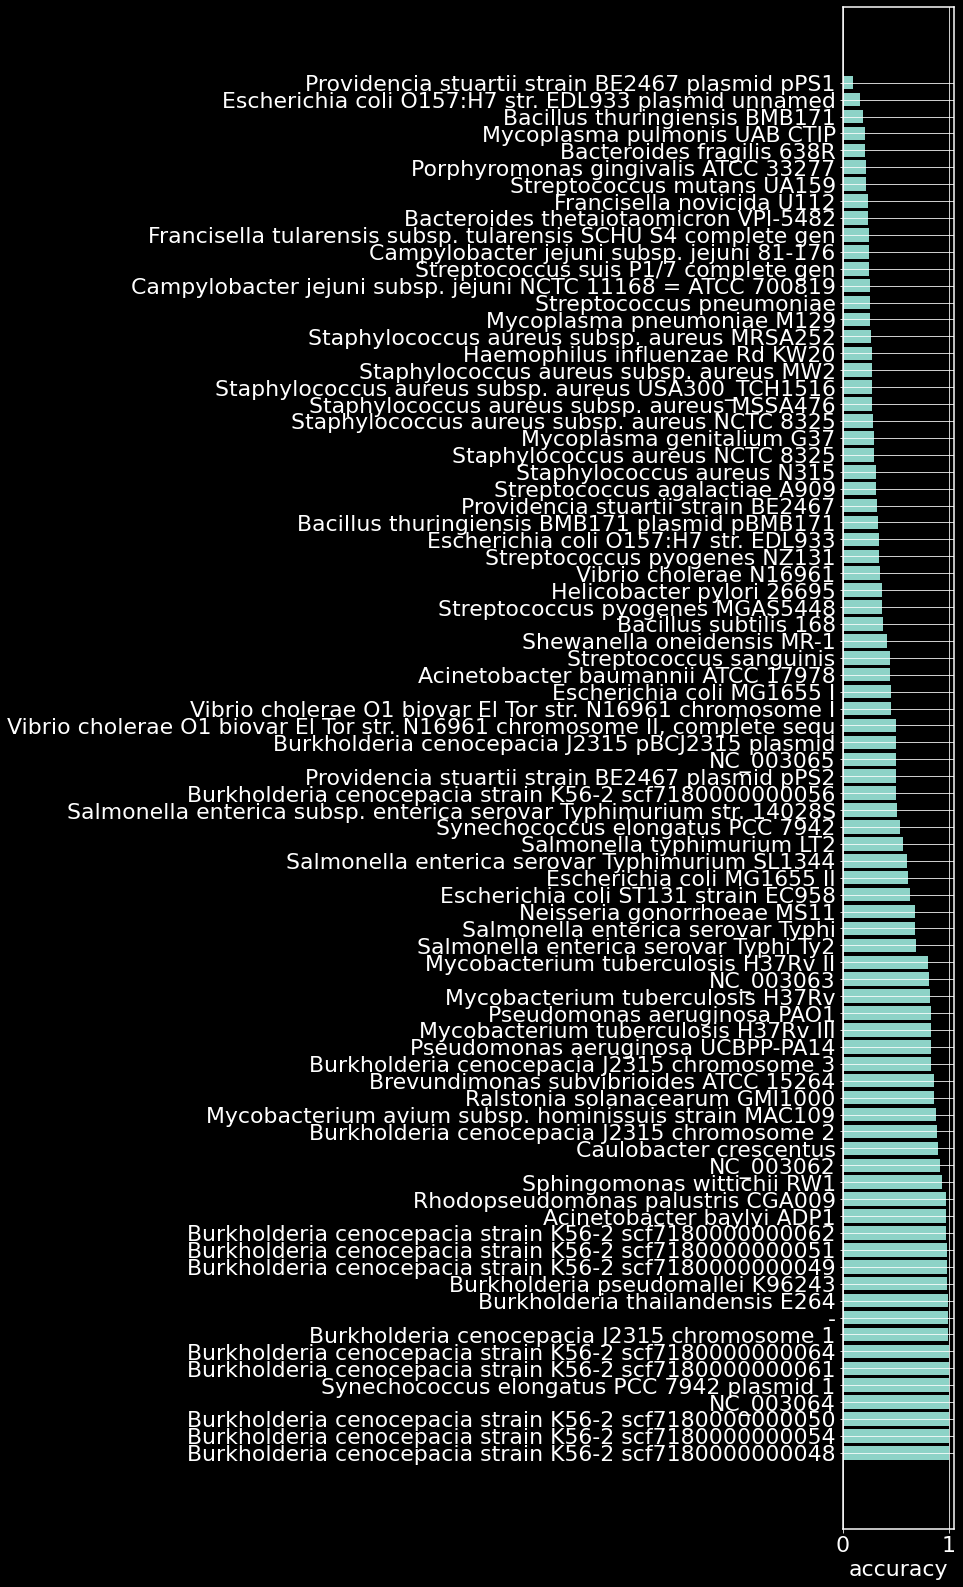 Providencia stuartii strain BE2467 plasmid pPS1
Escherichia coli O157:H7 str. EDL933 plasmid unnamed
Bacillus thuringiensis BMB171
Mycoplasma pulmonis UAB CTIP
Bacteroides fragilis 638R
Porphyromonas gingivalis ATCC 33277
Streptococcus mutans UA159
Francisella novicida U112
Bacteroides thetaiotaomicron VPI-5482
Francisella tularensis subsp. tularensis SCHU S4 complete gen
Campylobacter jejuni subsp. jejuni 81-176
Streptococcus suis P1/7 complete gen
Campylobacter jejuni subsp. jejuni NCTC 11168 = ATCC 700819
Streptococcus pneumoniae
Mycoplasma pneumoniae M129
Staphylococcus aureus subsp. aureus MRSA252
Haemophilus influenzae Rd KW20
Staphylococcus aureus subsp. aureus MW2
Staphylococcus aureus subsp. aureus USA300_TCH1516
Staphylococcus aureus subsp. aureus MSSA476
Staphylococcus aureus subsp. aureus NCTC 8325
Mycoplasma genitalium G37
Staphylococcus aureus NCTC 8325
Staphylococcus aureus N315
Streptococcus agalactiae A909
Providencia stuartii strain BE2467
Bacillus thuringiensis BMB171 plasmid pBMB171
Escherichia coli O157:H7 str. EDL933
Streptococcus pyogenes NZ131
Vibrio cholerae N16961
Helicobacter pylori 26695
Streptococcus pyogenes MGAS5448
Bacillus subtilis 168
Shewanella oneidensis MR-1
Streptococcus sanguinis
Acinetobacter baumannii ATCC 17978
Escherichia coli MG1655 I
Vibrio cholerae O1 biovar El Tor str. N16961 chromosome I
Vibrio cholerae O1 biovar El Tor str. N16961 chromosome II, complete sequ
Burkholderia cenocepacia J2315 pBCJ2315 plasmid
NC_003065
Providencia stuartii strain BE2467 plasmid pPS2
Burkholderia cenocepacia strain K56-2 scf7180000000056
Salmonella enterica subsp. enterica serovar Typhimurium str. 14028S
Synechococcus elongatus PCC 7942
Salmonella typhimurium LT2
Salmonella enterica serovar Typhimurium SL1344
Escherichia coli MG1655 II
Escherichia coli ST131 strain EC958
Neisseria gonorrhoeae MS11
Salmonella enterica serovar Typhi
Salmonella enterica serovar Typhi Ty2
Mycobacterium tuberculosis H37Rv II
NC_003063
Mycobacterium tuberculosis H37Rv
Pseudomonas aeruginosa PAO1
Mycobacterium tuberculosis H37Rv III
Pseudomonas aeruginosa UCBPP-PA14
Burkholderia cenocepacia J2315 chromosome 3
Brevundimonas subvibrioides ATCC 15264
Ralstonia solanacearum GMI1000
Mycobacterium avium subsp. hominissuis strain MAC109
Burkholderia cenocepacia J2315 chromosome 2
Caulobacter crescentus
NC_003062
Sphingomonas wittichii RW1
Rhodopseudomonas palustris CGA009
Acinetobacter baylyi ADP1
Burkholderia cenocepacia strain K56-2 scf7180000000062
Burkholderia cenocepacia strain K56-2 scf7180000000051
Burkholderia cenocepacia strain K56-2 scf7180000000049
Burkholderia pseudomallei K96243
Burkholderia thailandensis E264
-
Burkholderia cenocepacia J2315 chromosome 1
Burkholderia cenocepacia strain K56-2 scf7180000000064
Burkholderia cenocepacia strain K56-2 scf7180000000061
Synechococcus elongatus PCC 7942 plasmid 1
NC_003064
Burkholderia cenocepacia strain K56-2 scf7180000000050
Burkholderia cenocepacia strain K56-2 scf7180000000054
Burkholderia cenocepacia strain K56-2 scf7180000000048
0 1
accuracy